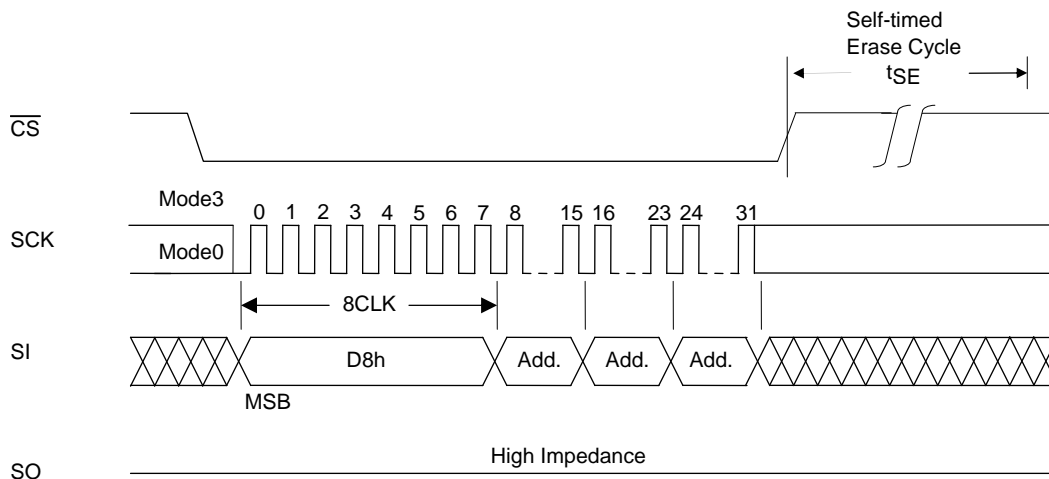 Self-timed
Erase Cycle
tSE
CS
Mode3
0 1 2 3 4 5 6 7 8 15 16 23 24 31
SCK
Mode0
8CLK
SI
D8h Add. Add. Add.
MSB
High Impedance
SO